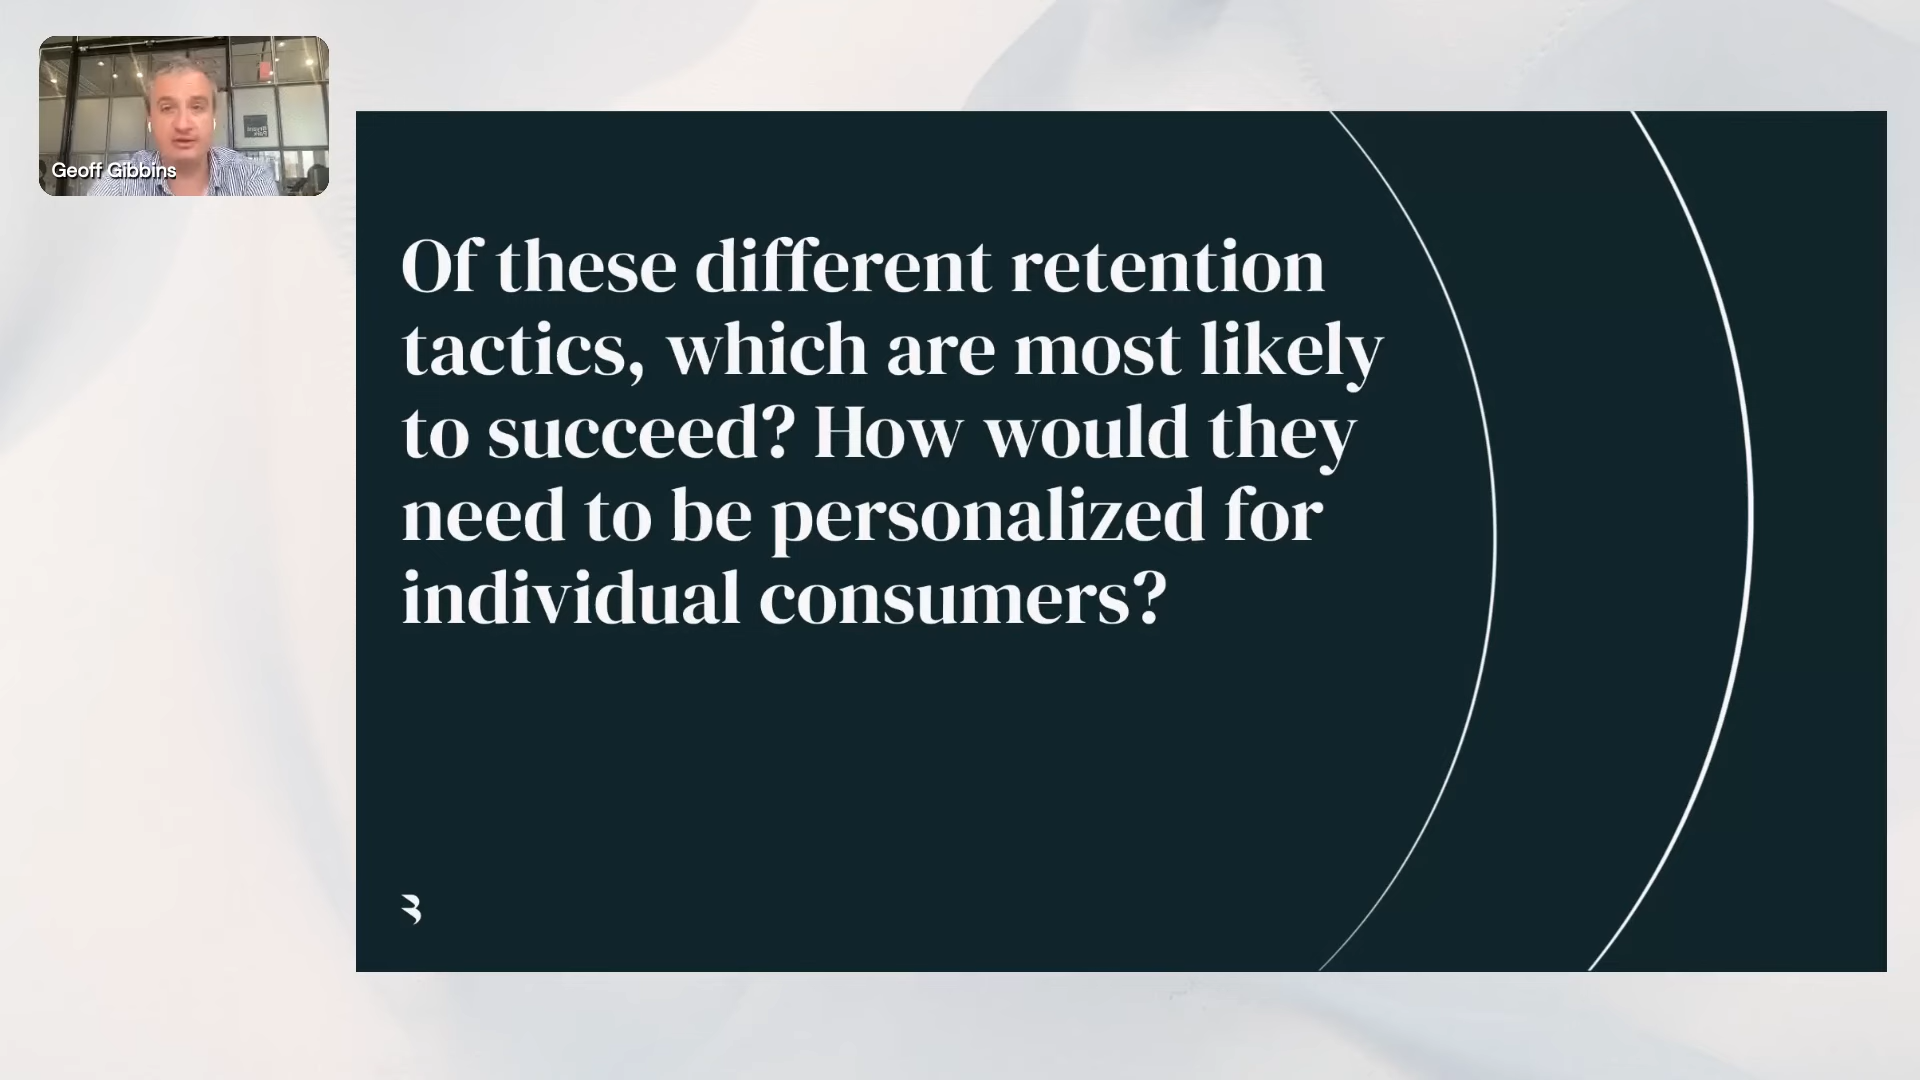 Geoff Gibbins
Of these different retention
tactics, which are most likely
to succeed? How would they
need to be personalized for
individual consumers?